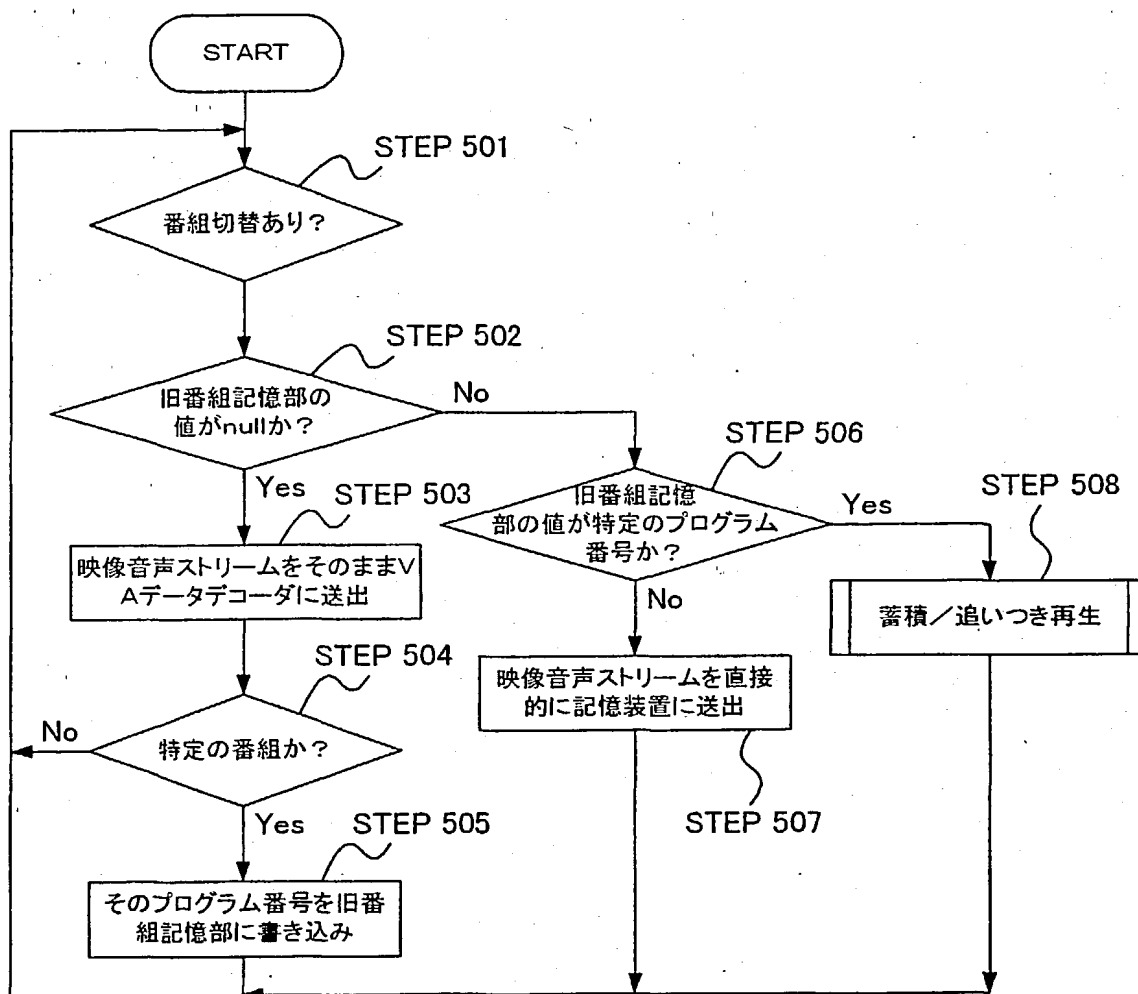 START
STEP 501
番組切替あり?
STEP 502
旧番組記憶部の
値がnullか?
No
Yes
STEP 503
映像音声ストリームをそのままV
Aデータデコーダに送出
STEP 504
特定の番組か?
No
Yes
STEP 505
そのプログラム番号を旧番
組記憶部に書き込み
STEP 506
旧番組記憶
部の値が特定のプログラム
番号か?
Yes
No
映像音声ストリームを直接
的に記憶装置に送出
STEP 507
STEP 508
蓄積/追いつき再生